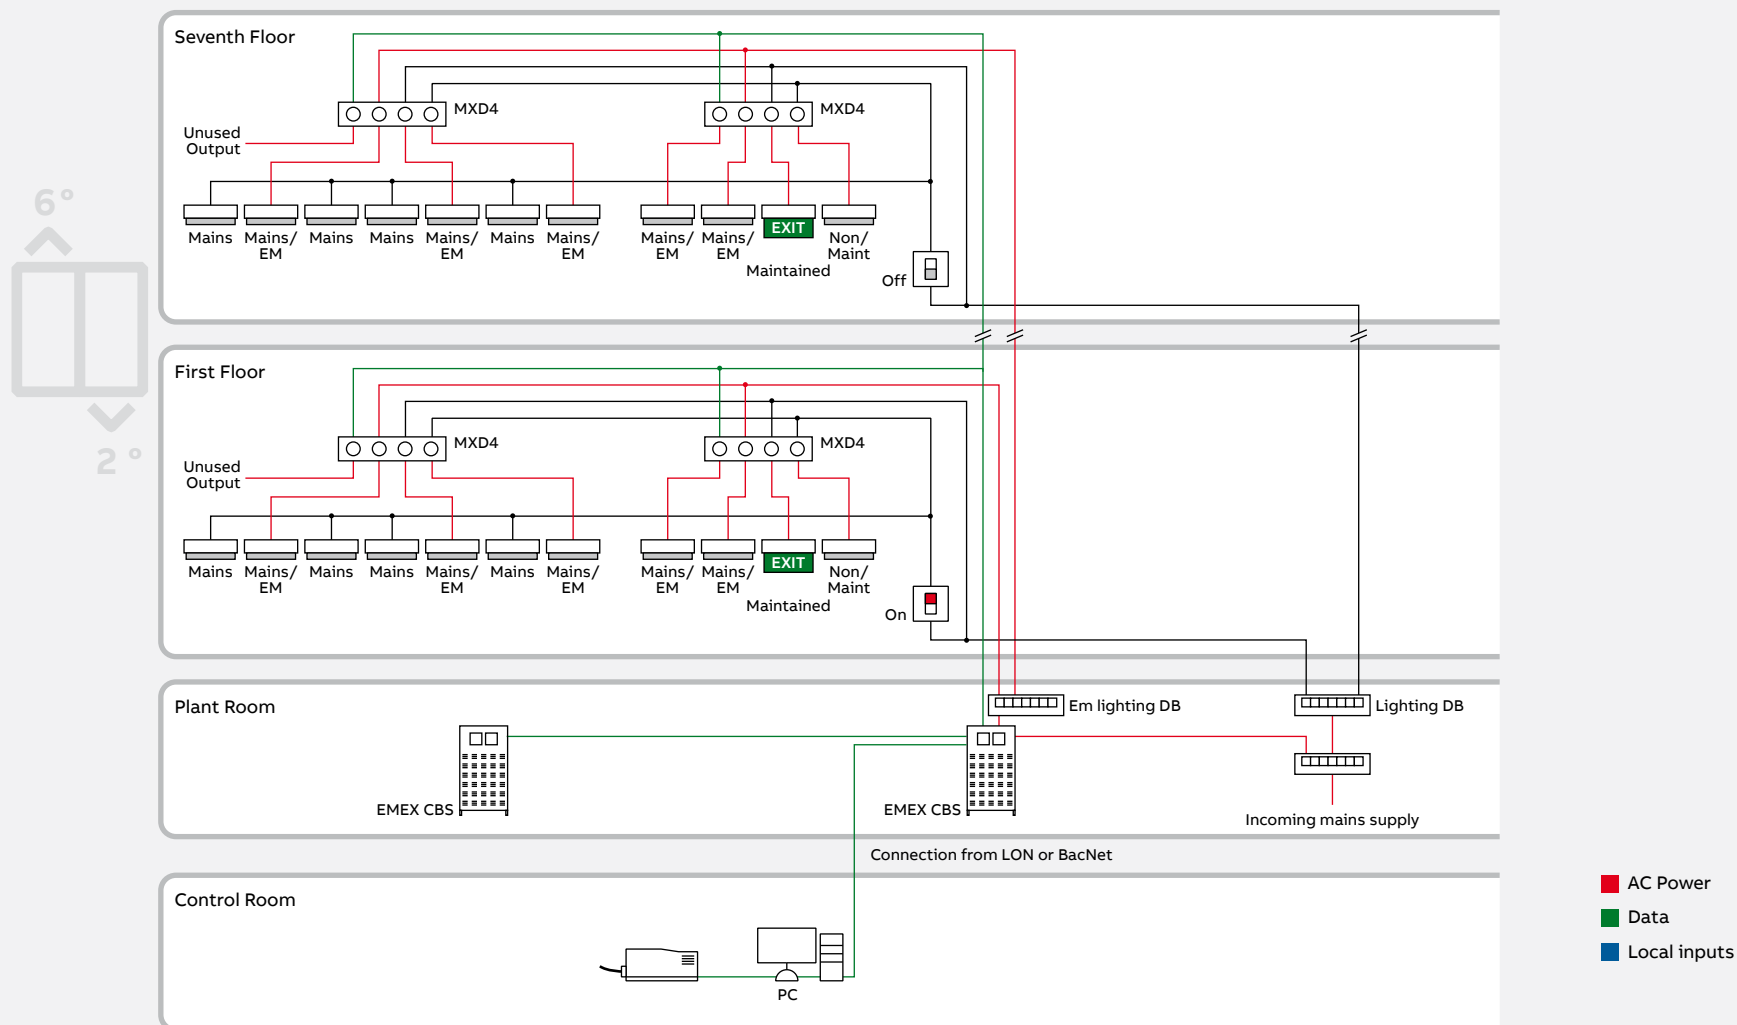 Seventh Floor
MXD4
MXD4
Unused
Output
6°
Mains
Mains/
EM
Mains
Mains
Mains/
EM
Mains
Mains/
EM
Mains/
EM
Mains/
EM
EXIT
Non/
Maint
Maintained
Off
First Floor
2 °
MXD4
MXD4
Unused
Output
Mains
Mains/
EM
Mains
Mains
Mains/
EM
Mains
Mains/
EM
Mains/
EM
Mains/
EM
EXIT
Non/
Maint
Maintained
On
Plant Room
Em lighting DB
Lighting DB
EMEX CBS
EMEX CBS
Incoming mains supply
Connection from LON or BacNet
Control Room
PC
AC Power
Data
Local inputs